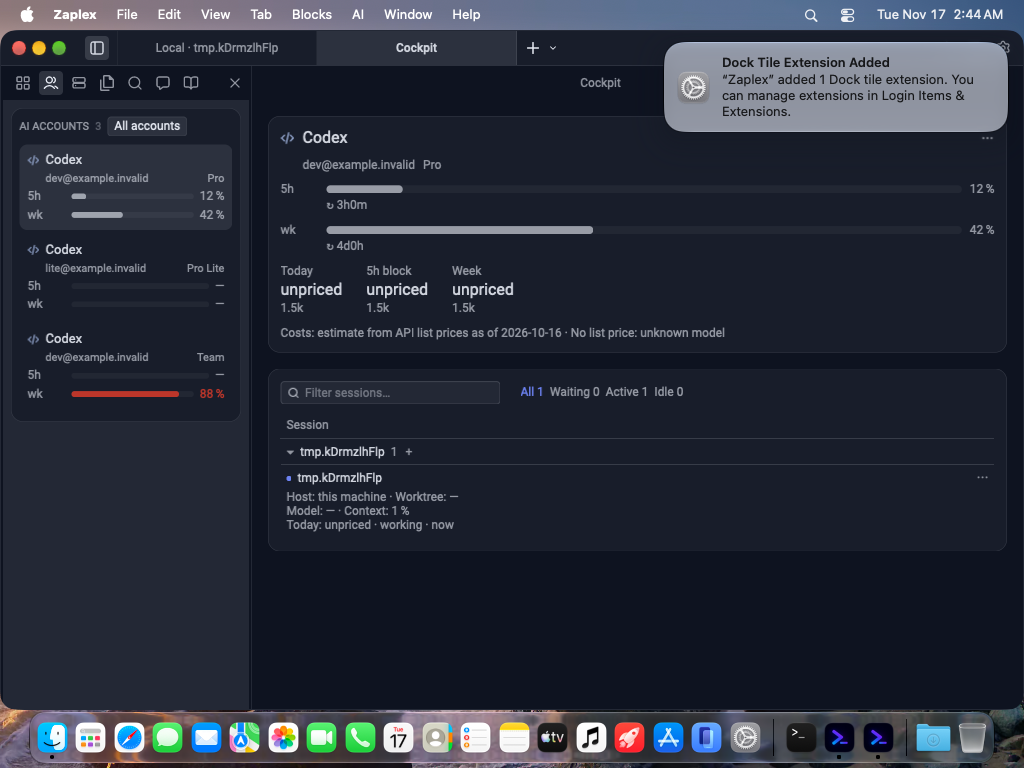 Zaplex File Edit View Tab Blocks AI Window Help Tue Nov 17 2:44 AM
Local · tmp.kDrmzlhFlp
Cockpit
Dock Tile Extension Added
“Zaplex” added 1 Dock tile extension. You
can manage extensions in Login Items &
Extensions.
Cockpit
AI ACCOUNTS 3 All accounts
Codex
dev@example.invalid Pro
5h 12 %
wk 42 %
Codex
lite@example.invalid Pro Lite
5h —
wk —
Codex
dev@example.invalid Team
5h —
wk 88 %
Codex
dev@example.invalid Pro
5h 12 %
↻ 3h0m
wk 42 %
↻ 4d0h
Today 5h block Week
unpriced unpriced unpriced
1.5k 1.5k 1.5k
Costs: estimate from API list prices as of 2026-10-16 · No list price: unknown model
Filter sessions... All 1 Waiting 0 Active 1 Idle 0
Session
tmp.kDrmzlhFlp 1 +
tmp.kDrmzlhFlp
Host: this machine · Worktree: —
Model: — · Context: 1 %
Today: unpriced · working · now
TUE
17
tv